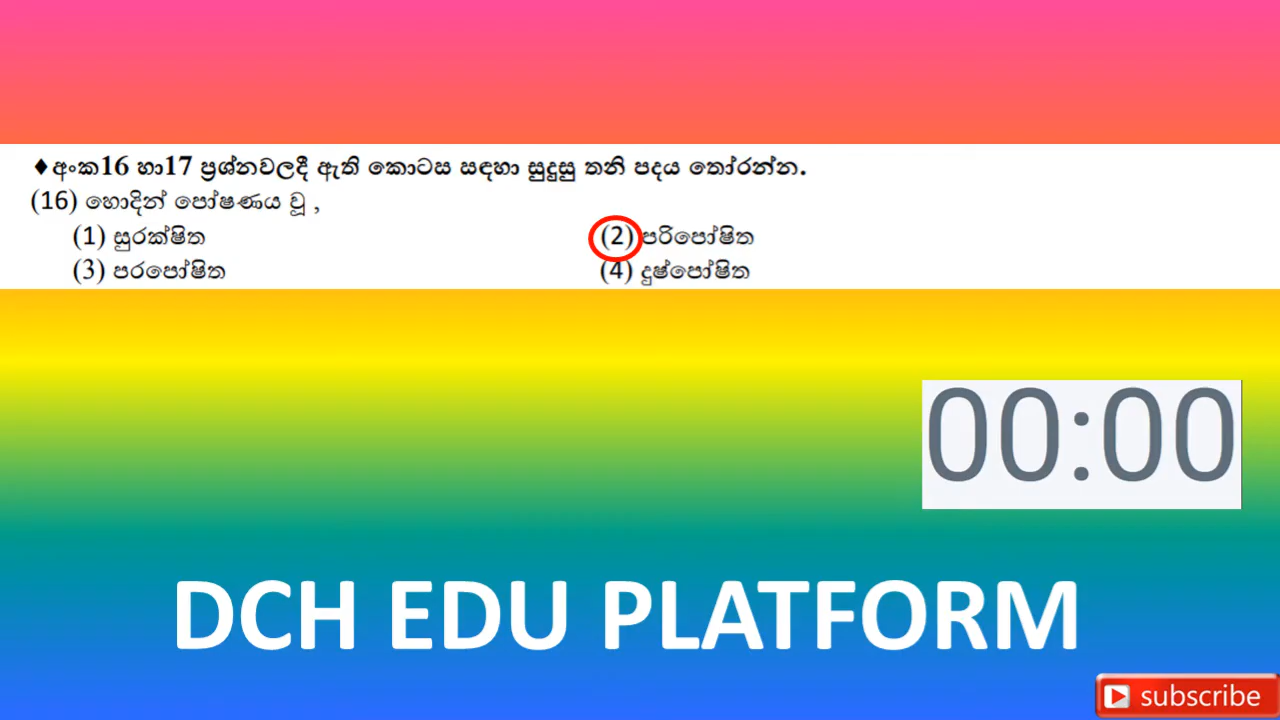 ♦අංක16 හා17 ප්‍රශ්නවලදී ඇති කොටස සඳහා සුදුසු තනි පදය තෝරන්න.
(16) හොදින් පෝෂණය වූ ,
(1) සුරක්ෂිත (2) පරිපෝෂිත
(3) පරපෝෂිත (4) දුෂ්පෝෂිත
00:00
DCH EDU PLATFORM
subscribe